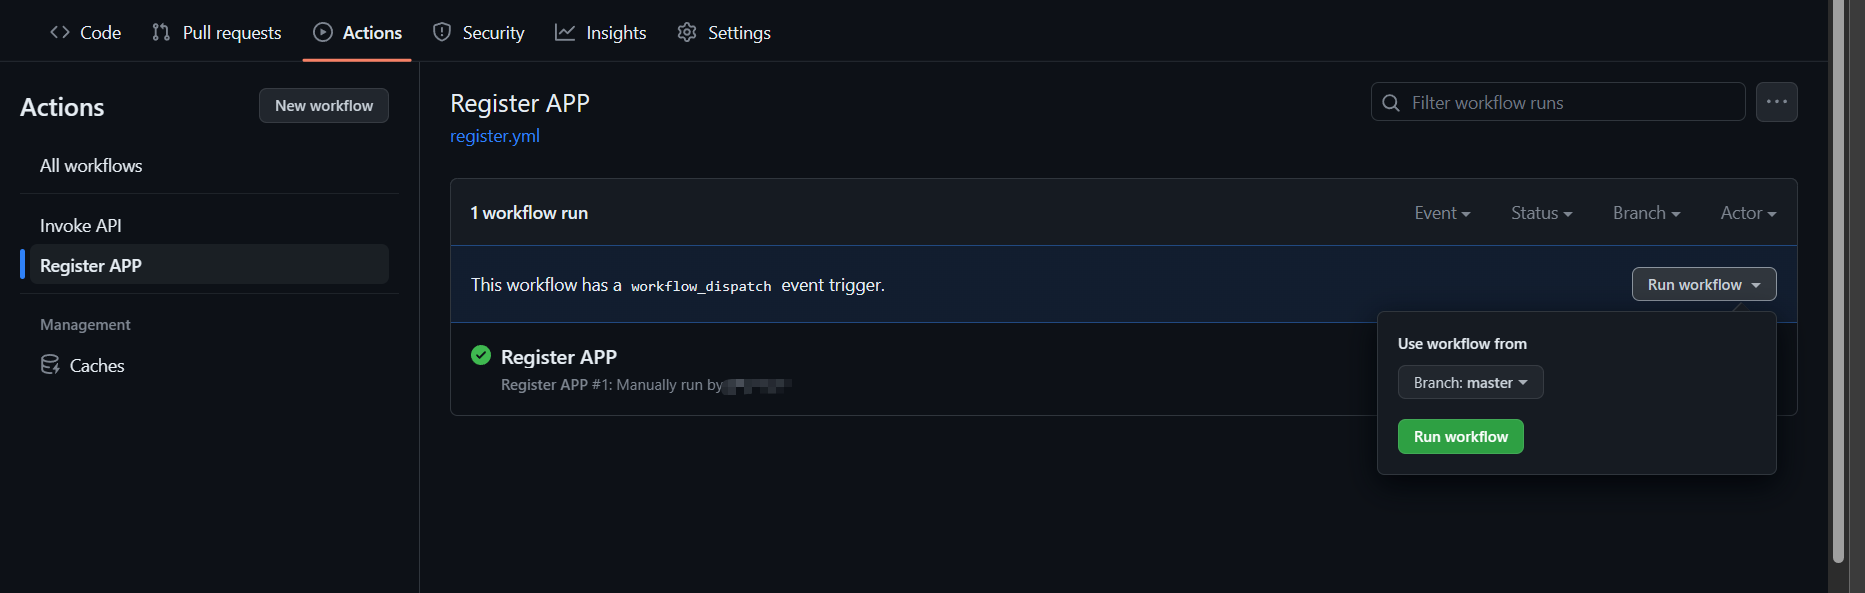 Code Pull requests Actions Security Insights Settings
Actions
New workflow
All workflows
Invoke API
Register APP
Management
Caches
Register APP
register.yml
Filter workflow runs
1 workflow run
Event Status Branch Actor
This workflow has a workflow_dispatch event trigger.
Run workflow
Register APP
Register APP #1: Manually run by
Use workflow from
Branch: master
Run workflow